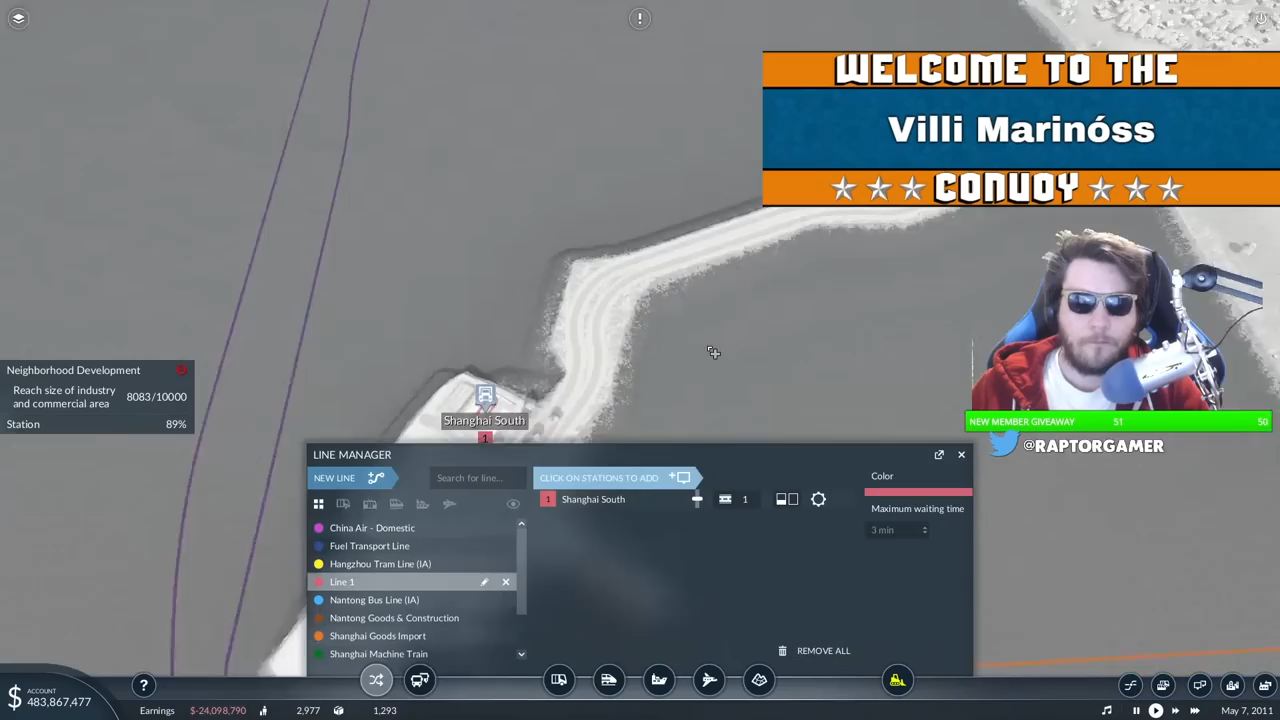 WELCOME TO THE
Villi Marinóss
CONVOY
Neighborhood Development
Reach size of industry and commercial area 8083/10000
Station 89%
Shanghai South
1
NEW MEMBER GIVEAWAY 51 50
@RAPTORGAMER
LINE MANAGER
NEW LINE
Search for line...
CLICK ON STATIONS TO ADD
Color
1 Shanghai South 1
Maximum waiting time
3 min
China Air - Domestic
Fuel Transport Line
Hangzhou Tram Line (IA)
Line 1
Nantong Bus Line (IA)
Nantong Goods & Construction
Shanghai Goods Import
Shanghai Machine Train
REMOVE ALL
$ ACCOUNT
483,867,477
?
Earnings $-24,098,790 2,977 1,293
May 7, 2011